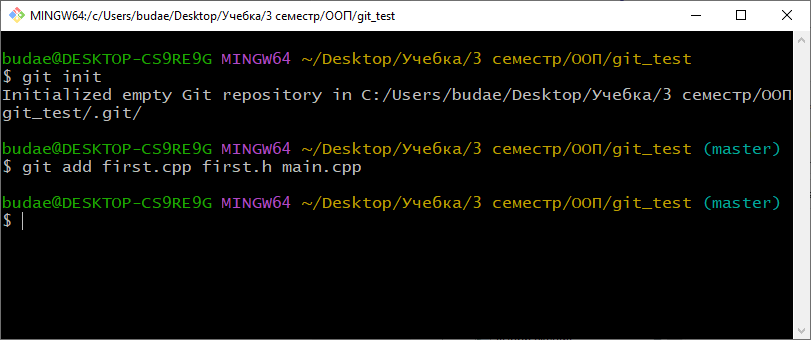 MINGW64:/c/Users/budae/Desktop/Учебка/3 семестр/ООП/git_test
budae@DESKTOP-CS9RE9G MINGW64 ~/Desktop/Учебка/3 семестр/ООП/git_test
$ git init
Initialized empty Git repository in C:/Users/budae/Desktop/Учебка/3 семестр/ООП
git_test/.git/
budae@DESKTOP-CS9RE9G MINGW64 ~/Desktop/Учебка/3 семестр/ООП/git_test (master)
$ git add first.cpp first.h main.cpp
budae@DESKTOP-CS9RE9G MINGW64 ~/Desktop/Учебка/3 семестр/ООП/git_test (master)
$